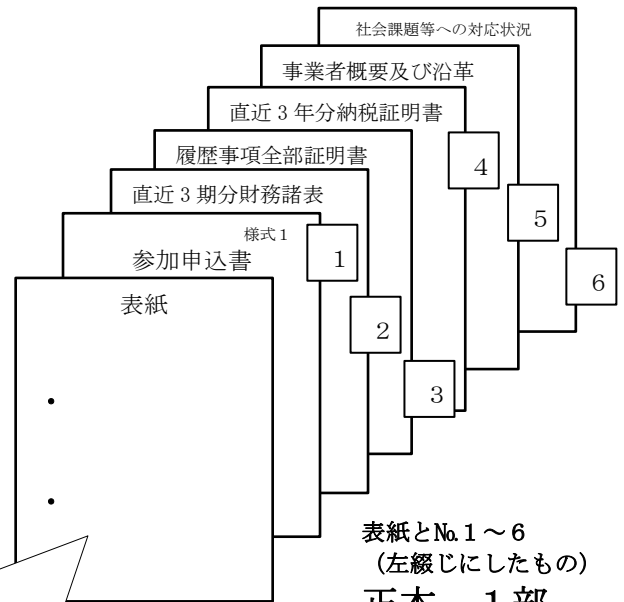 社会課題等への対応状況
事業者概要及び沿革
直近３年分納税証明書
履歴事項全部証明書
直近３期分財務諸表
様式１
参加申込書
表紙
1
2
3
4
5
6
表紙と№１～６
（左綴じにしたもの）
正本　１部